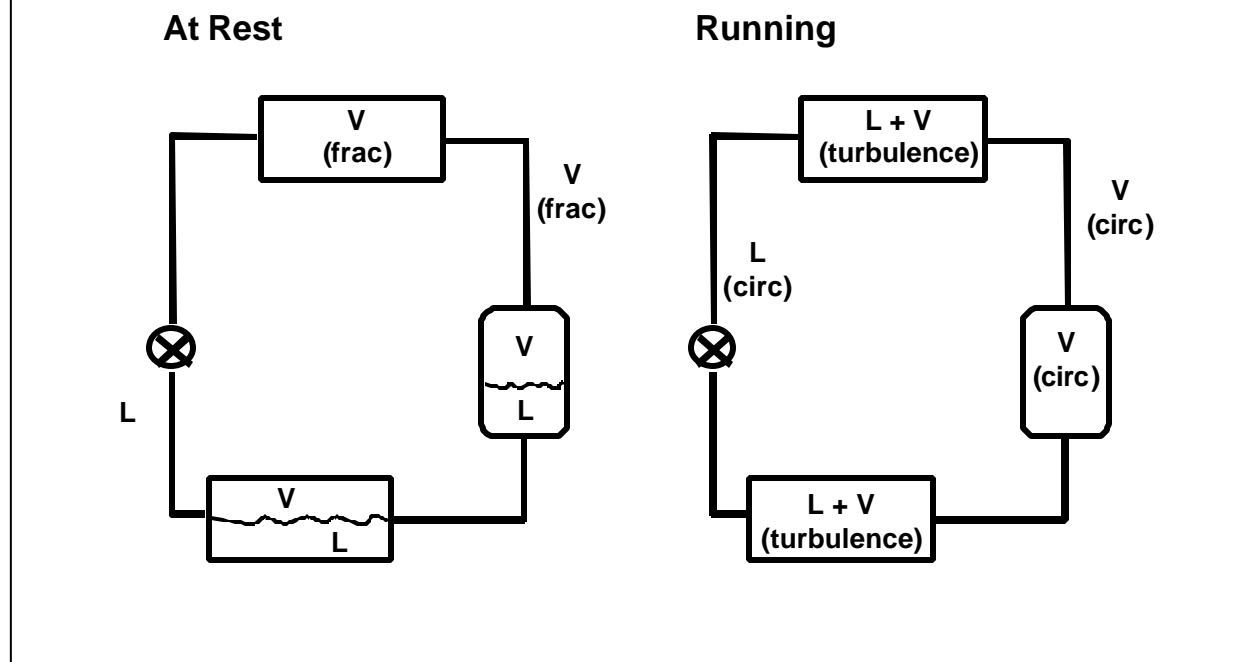 At Rest
V
(frac)
V
(frac)
V
L
L
V
L
Running
L + V
(turbulence)
V
(circ)
L
(circ)
V
(circ)
L + V
(turbulence)